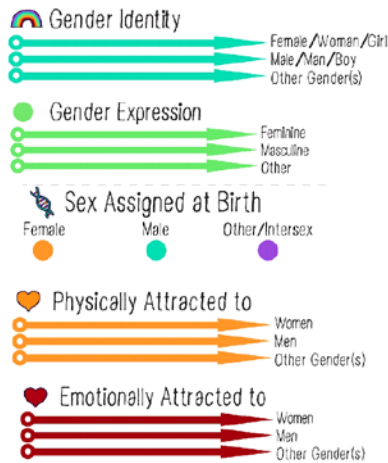 Gender Identity
Female/Woman/Girl
Male/Man/Boy
Other Gender(s)
Gender Expression
Feminine
Masculine
Other
Sex Assigned at Birth
Female Male Other/Intersex
Physically Attracted to
Women
Men
Other Gender(s)
Emotionally Attracted to
Women
Men
Other Gender(s)